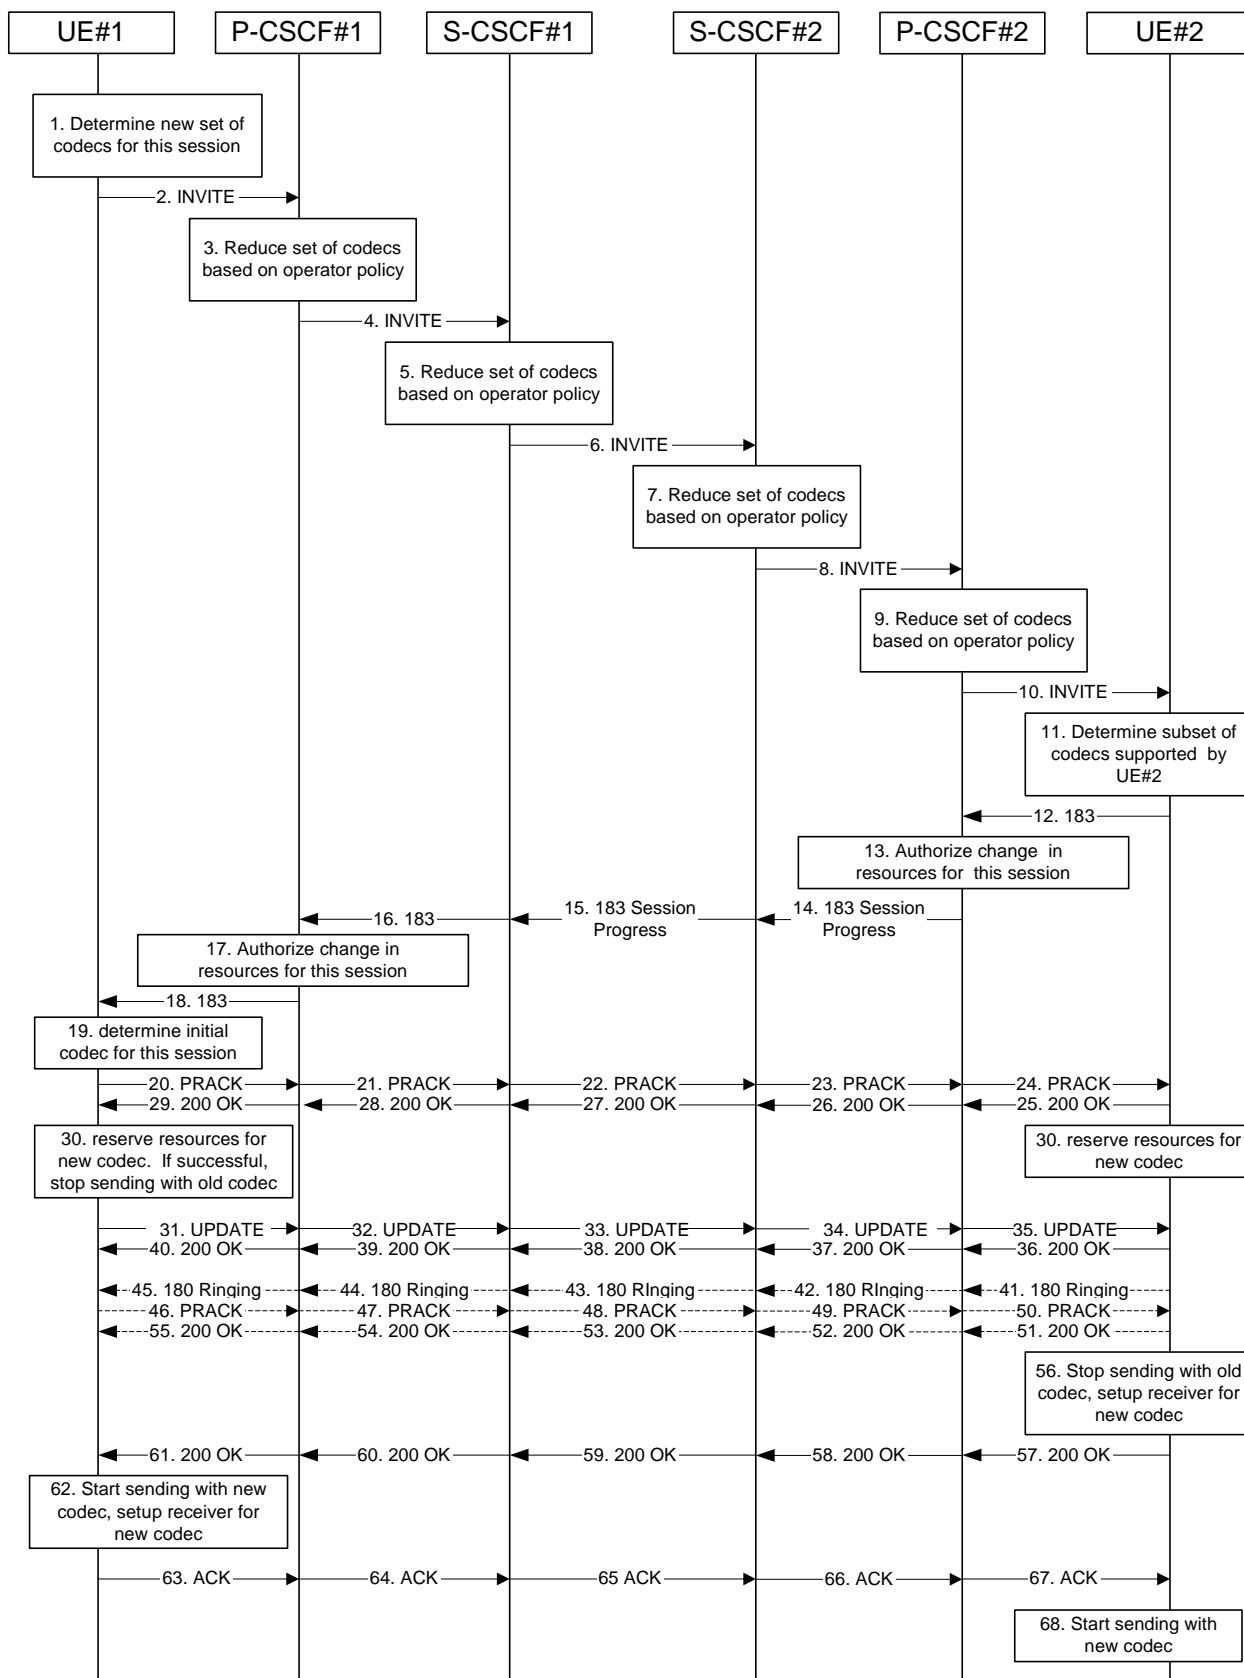 UE#1 P-CSCF#1 S-CSCF#1 S-CSCF#2 P-CSCF#2 UE#2
1. Determine new set of
codecs for this session
2. INVITE
3. Reduce set of codecs
based on operator policy
4. INVITE
5. Reduce set of codecs
based on operator policy
6. INVITE
7. Reduce set of codecs
based on operator policy
8. INVITE
9. Reduce set of codecs
based on operator policy
10. INVITE
11. Determine subset of
codecs supported by
UE#2
12. 183
13. Authorize change in
resources for this session
16. 183
15. 183 Session
Progress
14. 183 Session
Progress
17. Authorize change in
resources for this session
18. 183
19. determine initial
codec for this session
20. PRACK 21. PRACK 22. PRACK 23. PRACK 24. PRACK
29. 200 OK 28. 200 OK 27. 200 OK 26. 200 OK 25. 200 OK
30. reserve resources for
new codec. If successful,
stop sending with old codec
30. reserve resources for
new codec
31. UPDATE 32. UPDATE 33. UPDATE 34. UPDATE 35. UPDATE
40. 200 OK 39. 200 OK 38. 200 OK 37. 200 OK 36. 200 OK
45. 180 Ringing 44. 180 Ringing 43. 180 RInging 42. 180 RInging 41. 180 Ringing
46. PRACK 47. PRACK 48. PRACK 49. PRACK 50. PRACK
55. 200 OK 54. 200 OK 53. 200 OK 52. 200 OK 51. 200 OK
56. Stop sending with old
codec, setup receiver for
new codec
61. 200 OK 60. 200 OK 59. 200 OK 58. 200 OK 57. 200 OK
62. Start sending with new
codec, setup receiver for
new codec
63. ACK 64. ACK 65 ACK 66. ACK 67. ACK
68. Start sending with
new codec